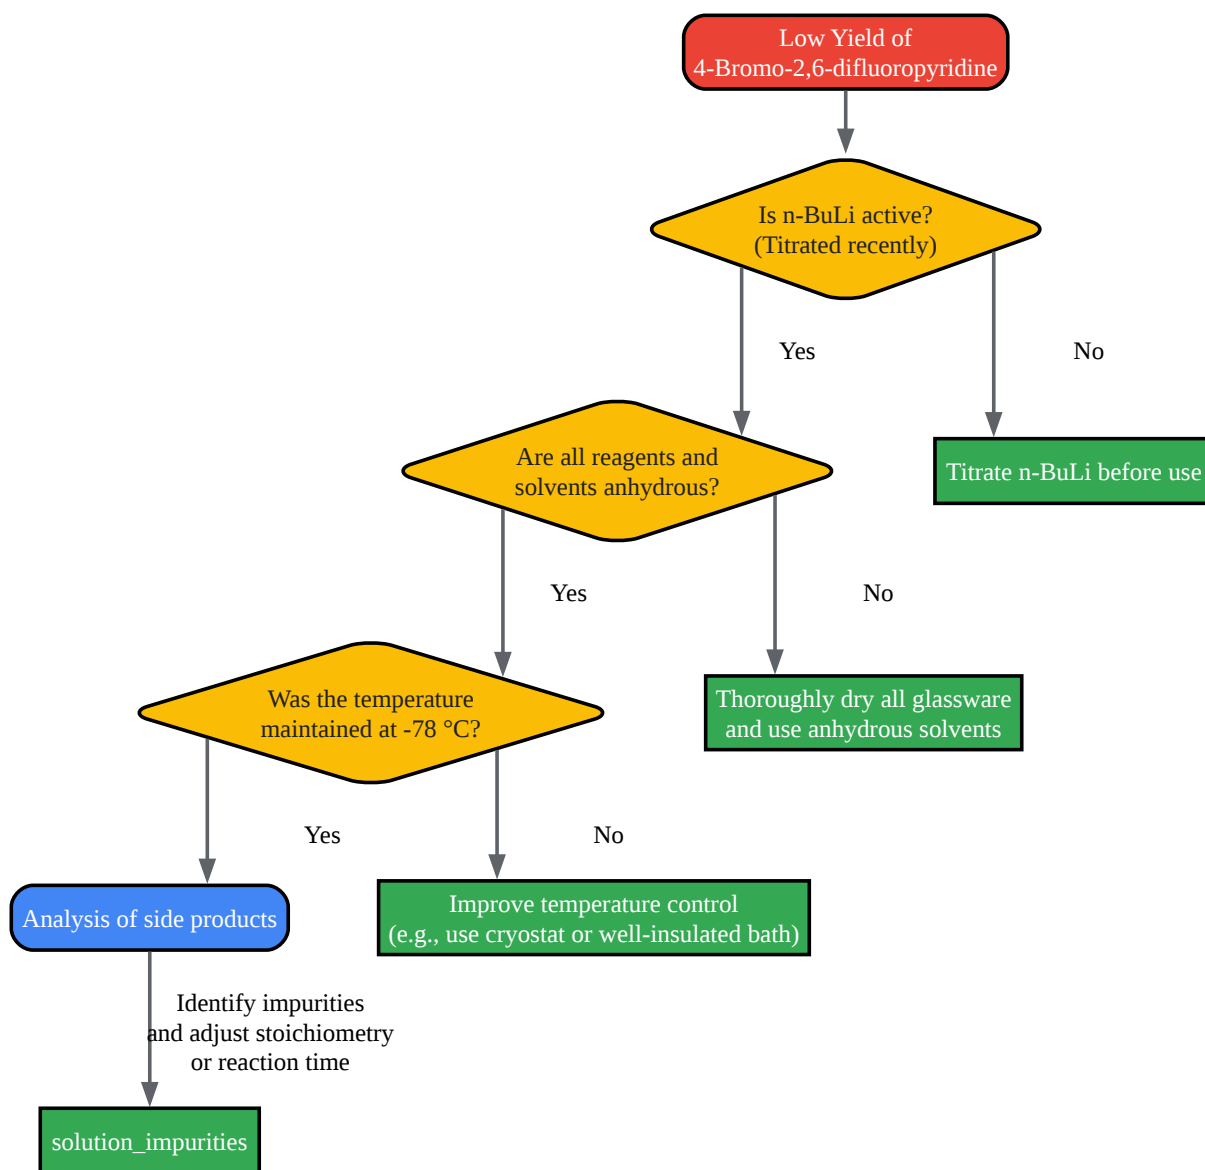 Low Yield of
4-Bromo-2,6-difluoropyridine
Is n-BuLi active?
(Titrated recently)
Yes
No
Are all reagents and
solvents anhydrous?
Titrate n-BuLi before use
Yes
No
Was the temperature
maintained at -78 °C?
Thoroughly dry all glassware
and use anhydrous solvents
Yes
No
Analysis of side products
Improve temperature control
(e.g., use cryostat or well-insulated bath)
Identify impurities
and adjust stoichiometry
or reaction time
solution_impurities